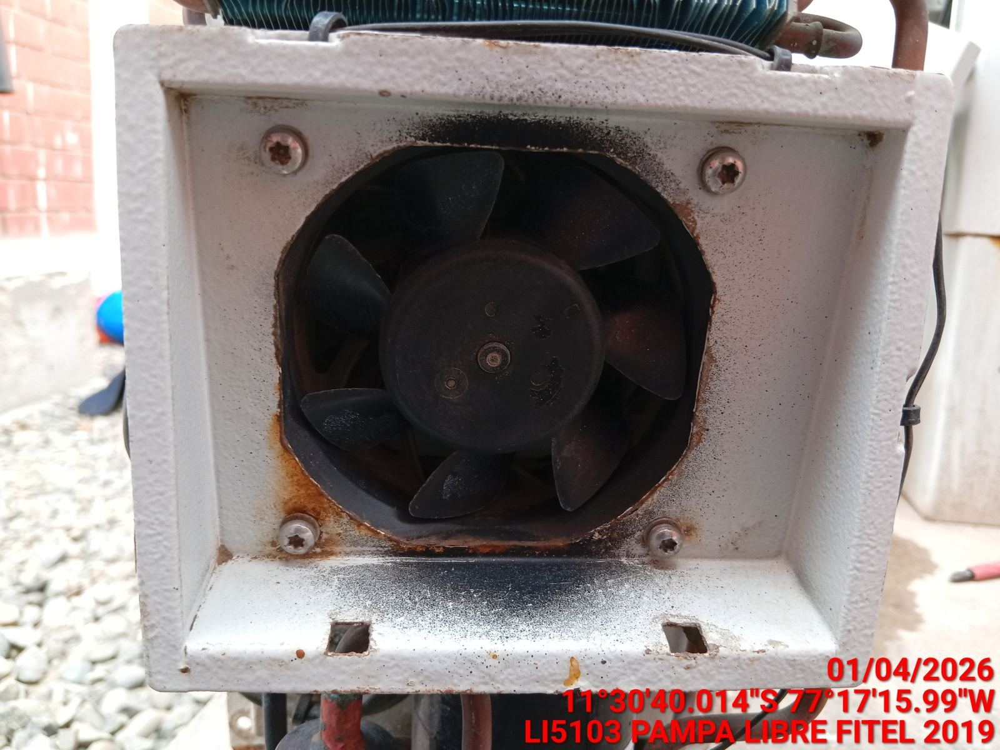 01/04/2026
11°30'40.014"S 77°17'15.99"W
LI5103 PAMPA LIBRE FITEL 2019